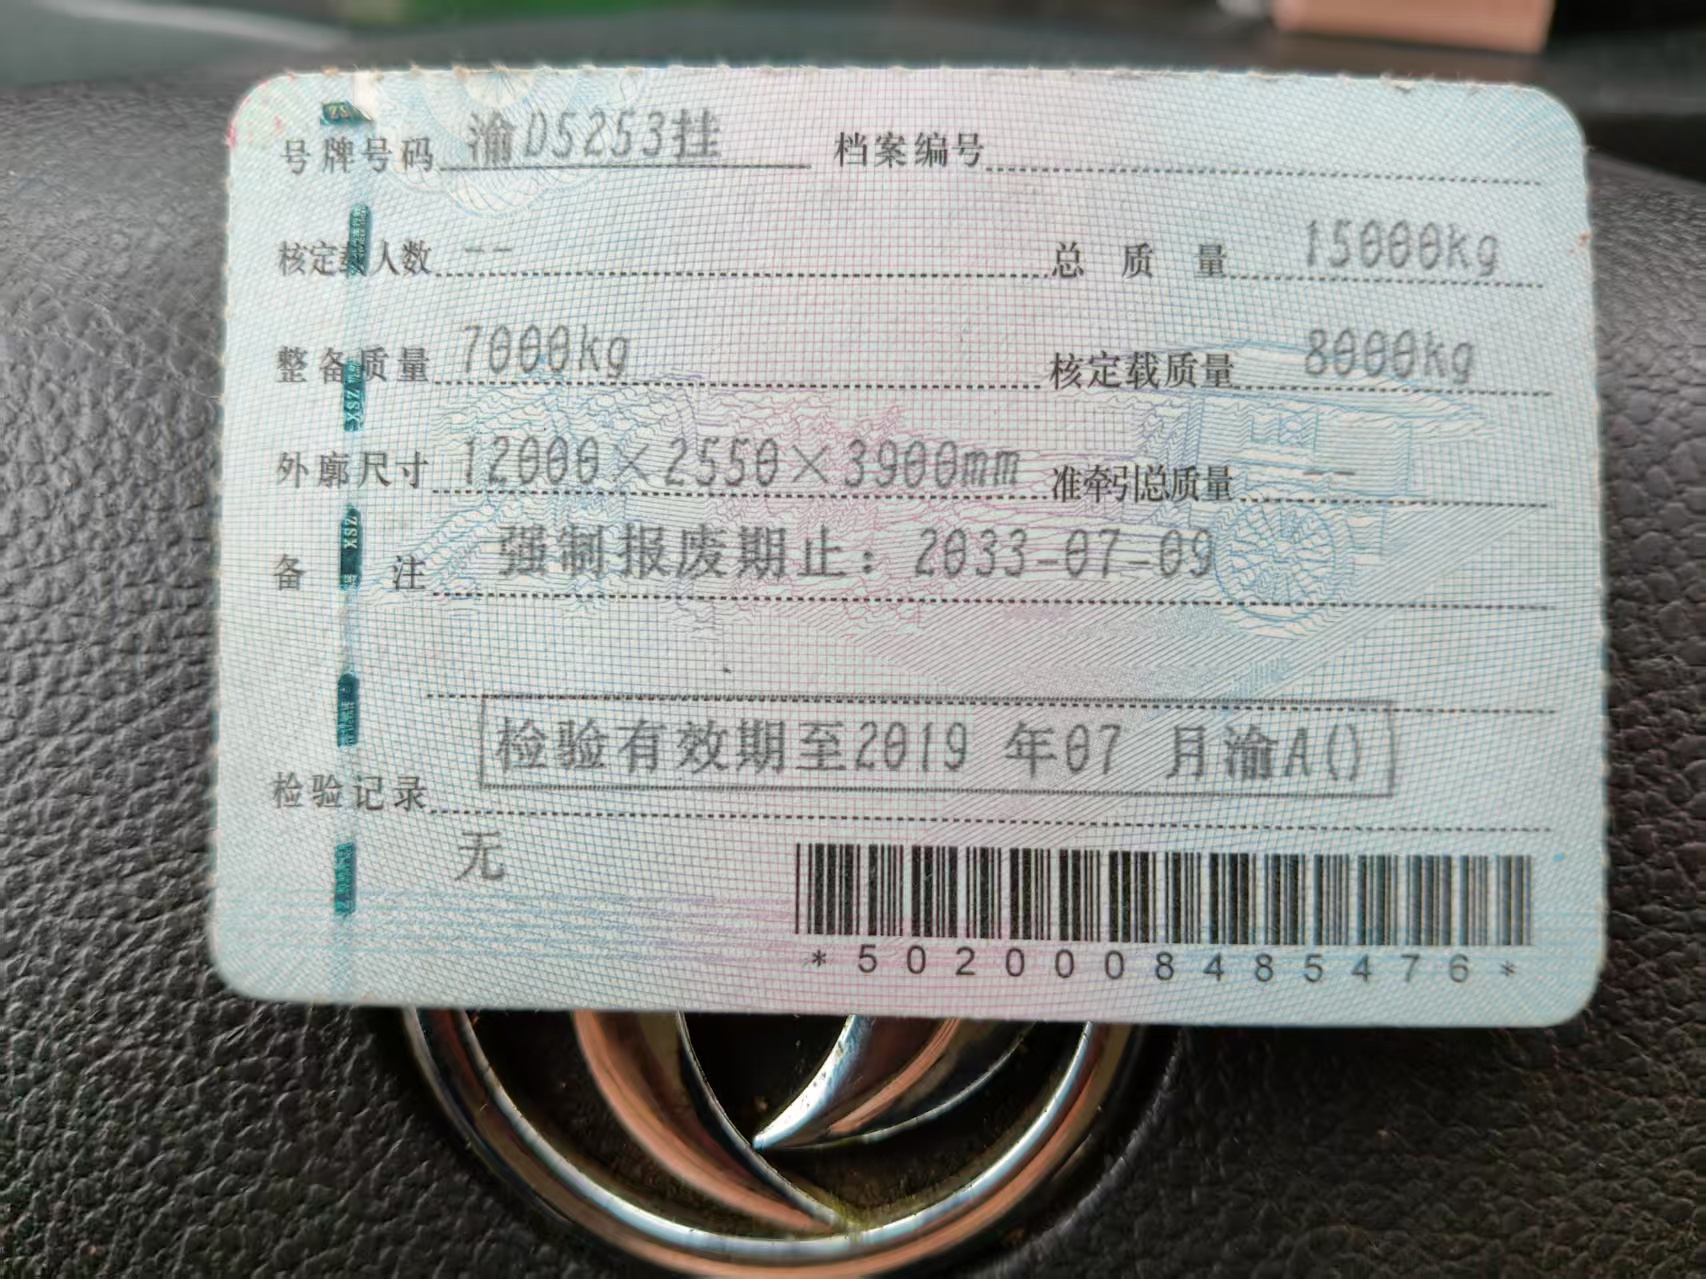 号牌号码 渝D5253挂 档案编号
核定载人数 -- 总质量 15000kg
整备质量 7000kg 核定载质量 8000kg
外廓尺寸 12000×2550×3900mm 准牵引总质量 --
备注 强制报废期止：2033-07-09
检验有效期至2019 年07 月渝A()
检验记录
无
*5020008485476*